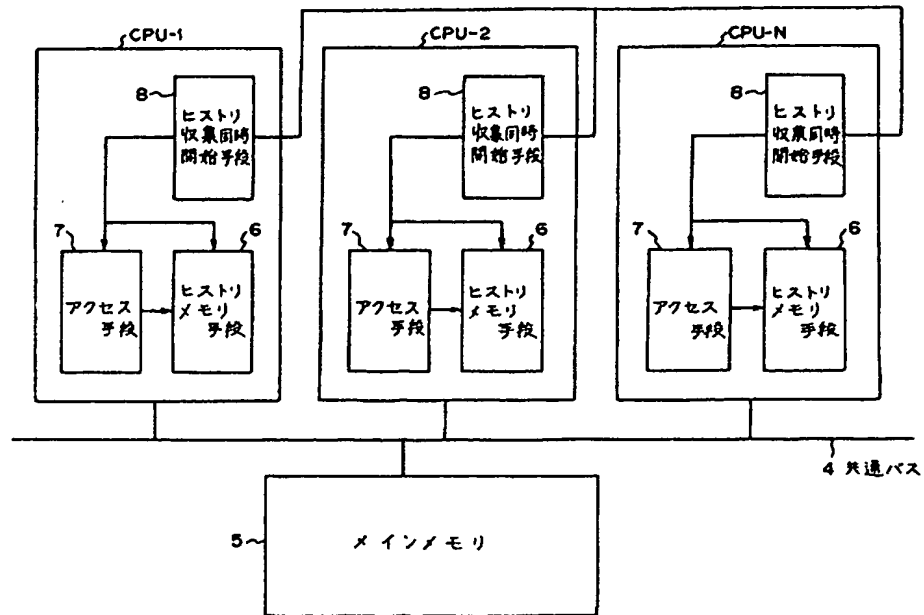 CPU-1
8
ヒストリ
収集同時
開始手段
7
アクセス
手段
6
ヒストリ
メモリ
手段
CPU-2
8
ヒストリ
収集同時
開始手段
7
アクセス
手段
6
ヒストリ
メモリ
手段
CPU-N
8
ヒストリ
収集同時
開始手段
7
アクセス
手段
6
ヒストリ
メモリ
手段
4 共通バス
5
メインメモリ